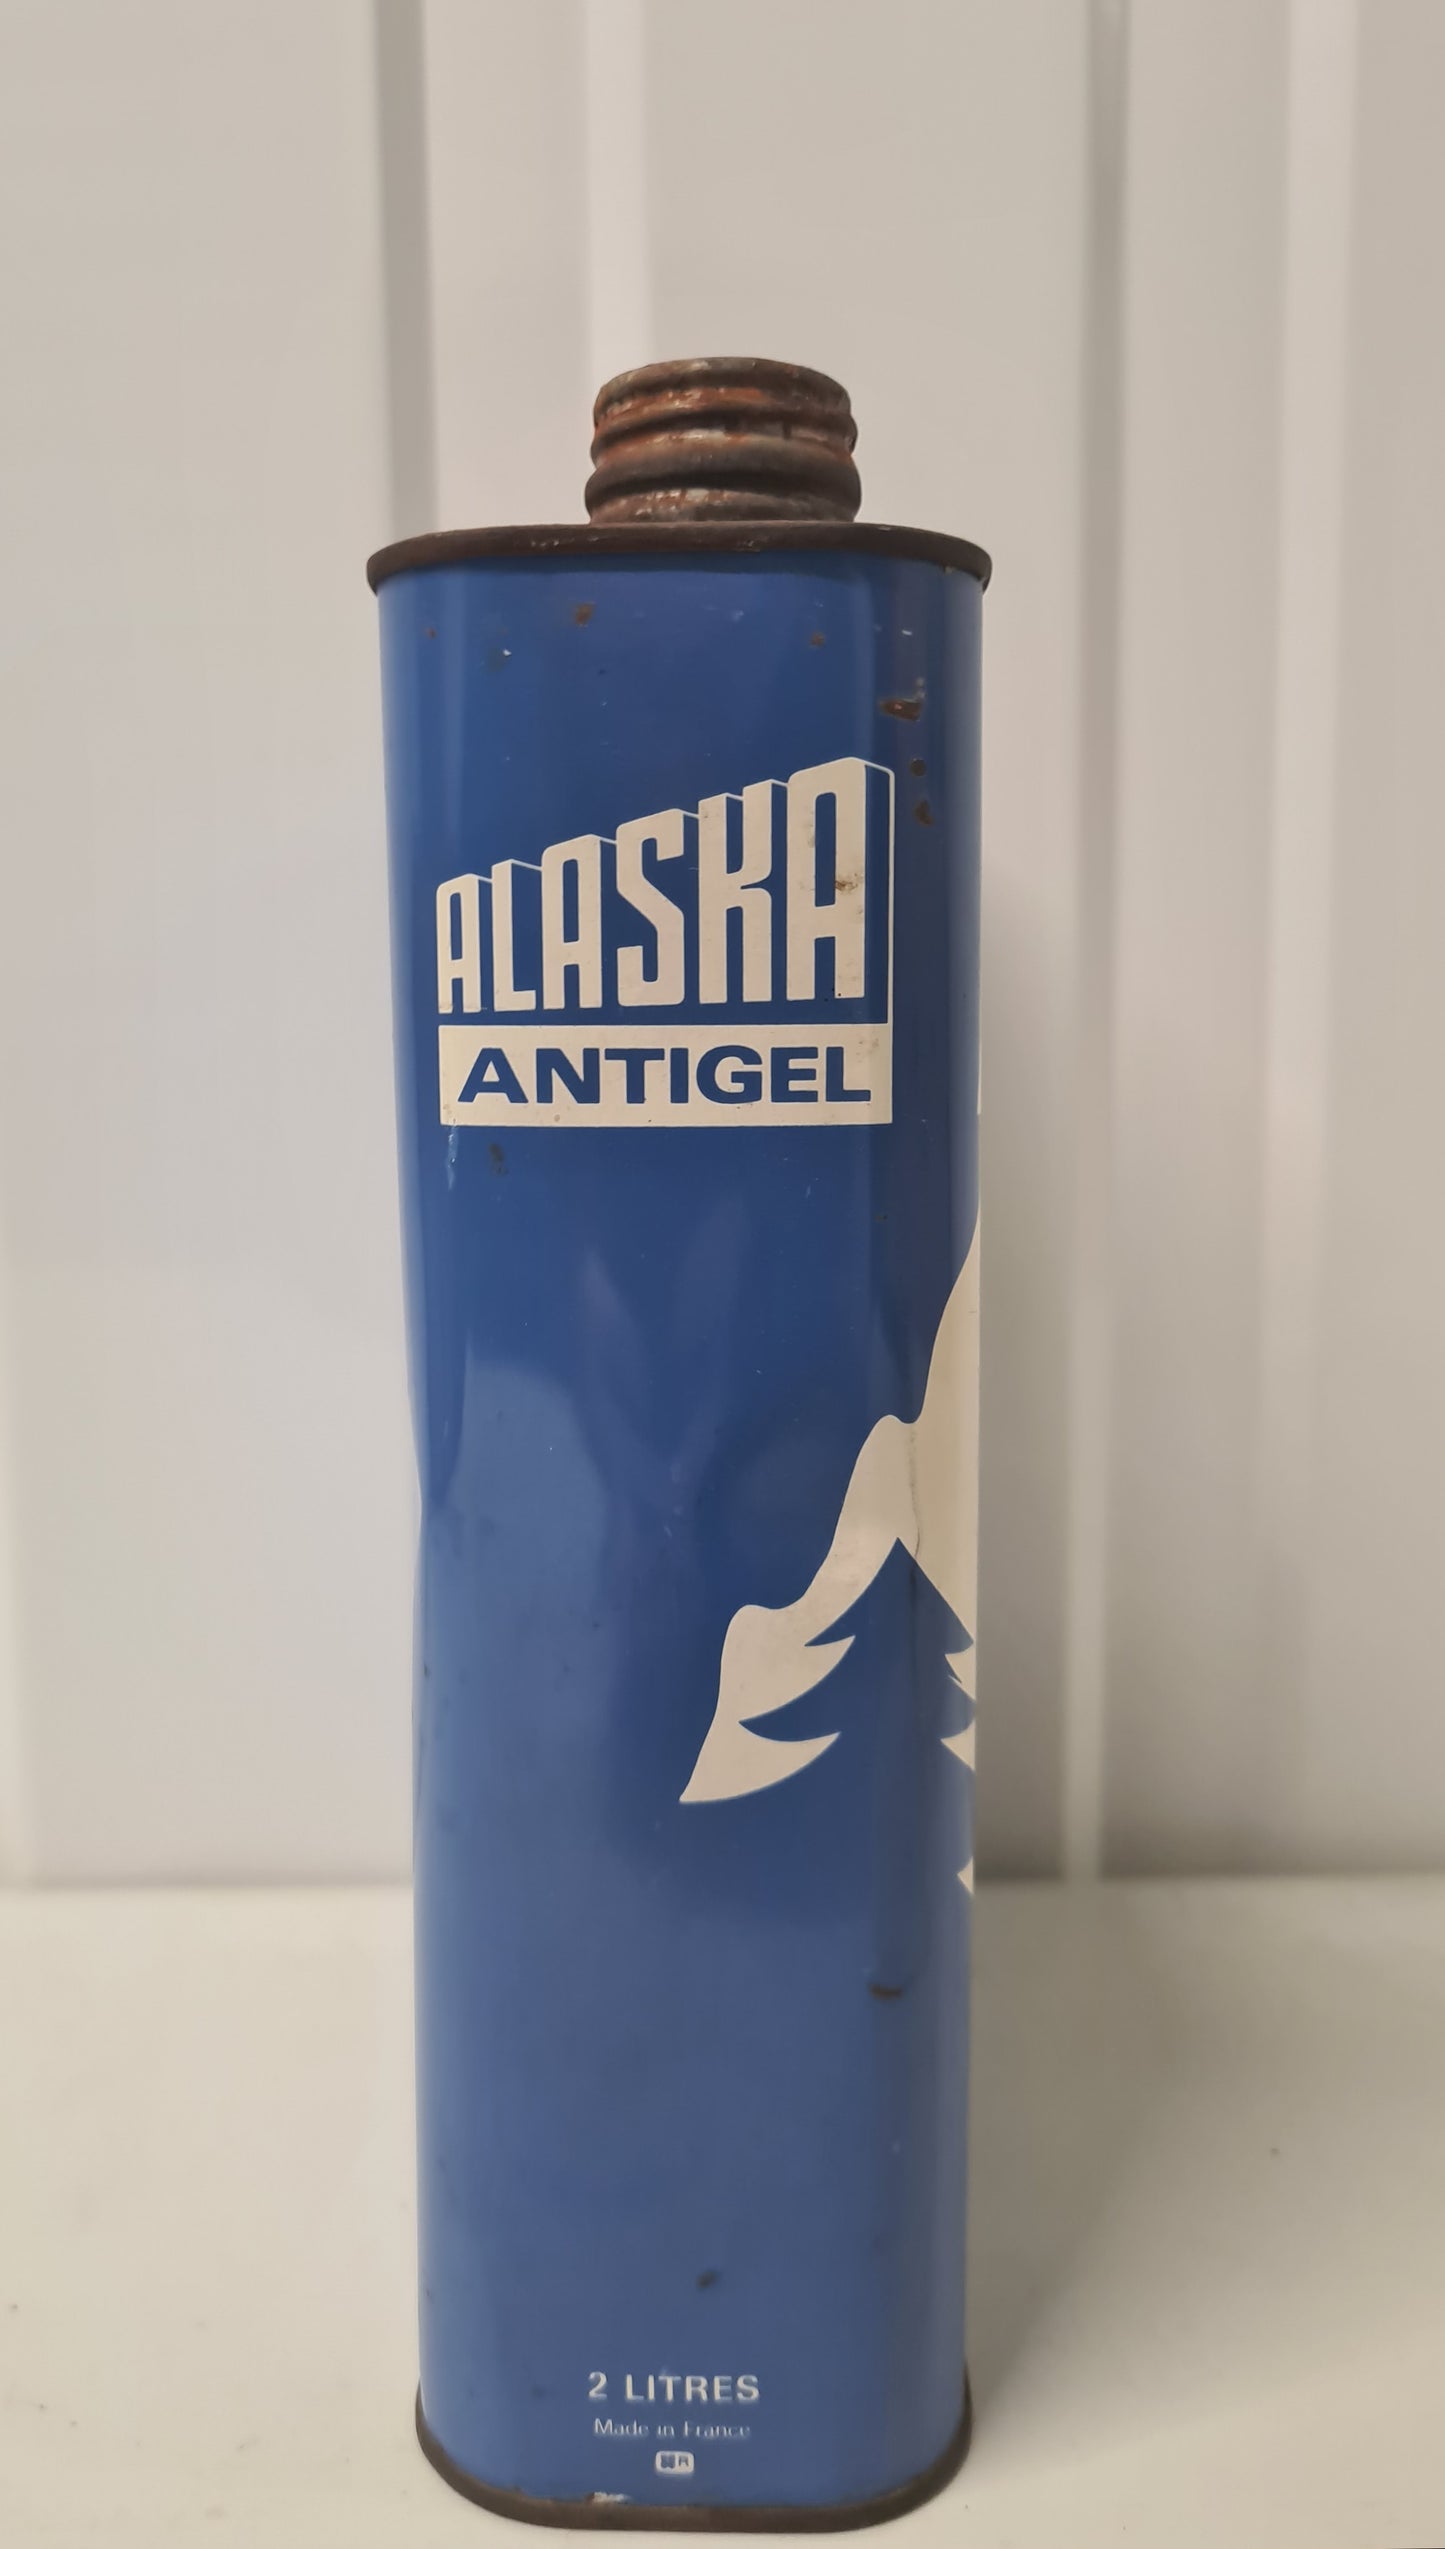 ALASKA
ANTIGEL
2 LITRES
Made in France